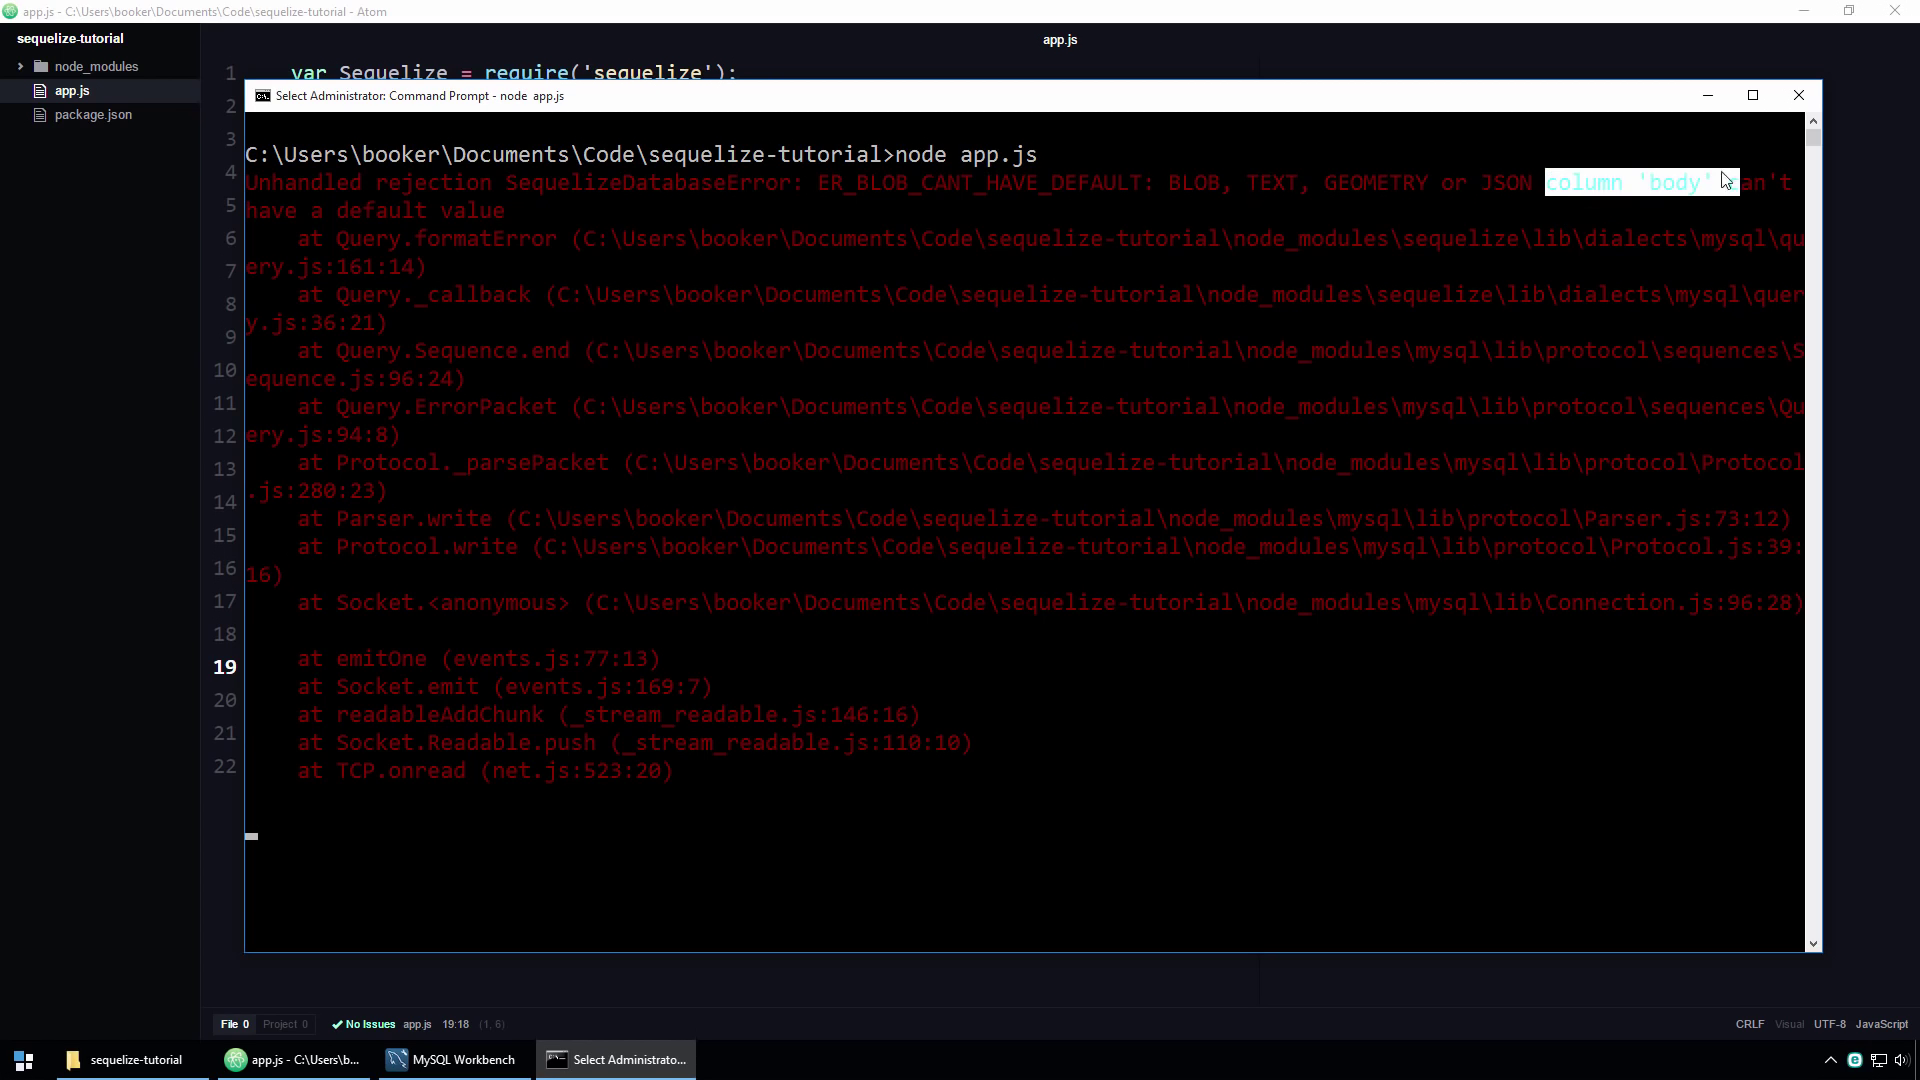 app.js - C:\Users\booker\Documents\Code\sequelize-tutorial - Atom
sequelize-tutorial
node_modules
app.js
package.json
app.js
1 var Sequelize = require('sequelize');
Select Administrator: Command Prompt - node app.js
2
3
4
5
6
7
8
9
10
11
12
13
14
15
16
17
18
19
20
21
22
C:\Users\booker\Documents\Code\sequelize-tutorial>node app.js
Unhandled rejection SequelizeDatabaseError: ER_BLOB_CANT_HAVE_DEFAULT: BLOB, TEXT, GEOMETRY or JSON column 'body' can't
have a default value
at Query.formatError (C:\Users\booker\Documents\Code\sequelize-tutorial\node_modules\sequelize\lib\dialects\mysql\qu
ery.js:161:14)
at Query._callback (C:\Users\booker\Documents\Code\sequelize-tutorial\node_modules\sequelize\lib\dialects\mysql\quer
y.js:36:21)
at Query.Sequence.end (C:\Users\booker\Documents\Code\sequelize-tutorial\node_modules\mysql\lib\protocol\sequences\S
equence.js:96:24)
at Query.ErrorPacket (C:\Users\booker\Documents\Code\sequelize-tutorial\node_modules\mysql\lib\protocol\sequences\Qu
ery.js:94:8)
at Protocol._parsePacket (C:\Users\booker\Documents\Code\sequelize-tutorial\node_modules\mysql\lib\protocol\Protocol
.js:280:23)
at Parser.write (C:\Users\booker\Documents\Code\sequelize-tutorial\node_modules\mysql\lib\protocol\Parser.js:73:12)
at Protocol.write (C:\Users\booker\Documents\Code\sequelize-tutorial\node_modules\mysql\lib\protocol\Protocol.js:39:
16)
at Socket.<anonymous> (C:\Users\booker\Documents\Code\sequelize-tutorial\node_modules\mysql\lib\Connection.js:96:28)
at emitOne (events.js:77:13)
at Socket.emit (events.js:169:7)
at readableAddChunk (_stream_readable.js:146:16)
at Socket.Readable.push (_stream_readable.js:110:10)
at TCP.onread (net.js:523:20)
File 0 Project 0 No Issues app.js 19:18 (1, 6) CRLF Visual UTF-8 JavaScript
sequelize-tutorial app.js - C:\Users\b... MySQL Workbench Select Administrato...